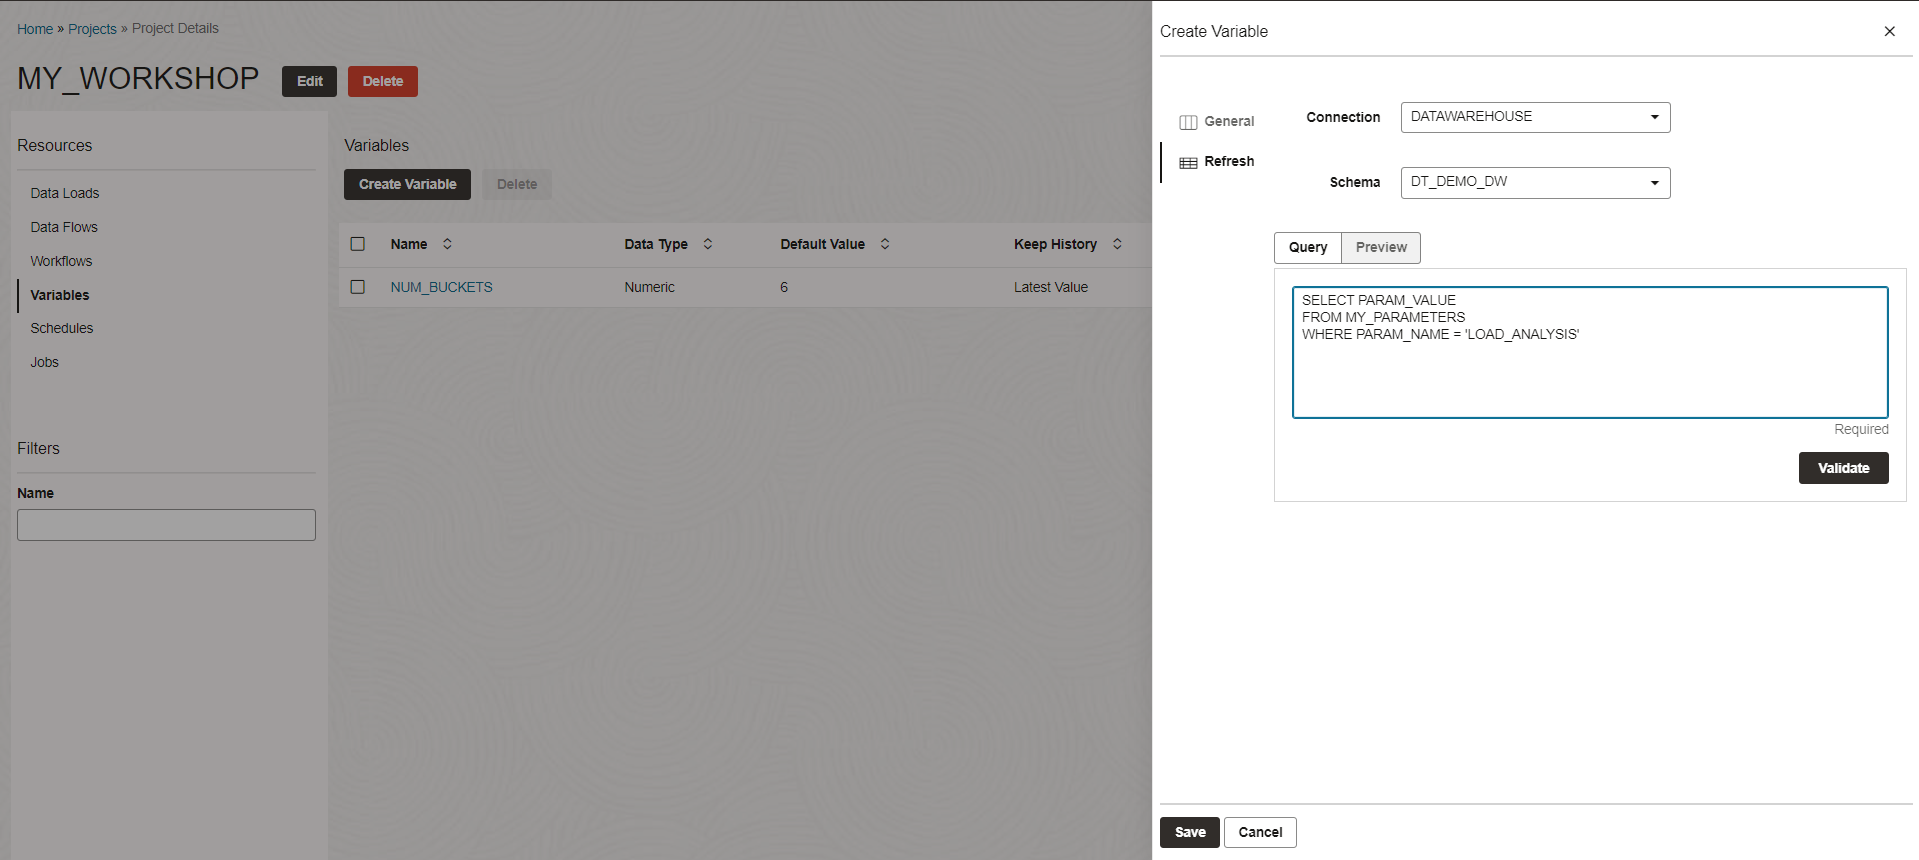 Home » Projects » Project Details
MY_WORKSHOP Edit Delete
Resources
Data Loads
Data Flows
Workflows
Variables
Schedules
Jobs
Filters
Name
Variables
Create Variable Delete
Name Data Type Default Value Keep History
NUM_BUCKETS Numeric 6 Latest Value
Create Variable
General
Refresh
Connection DATAWAREHOUSE
Schema DT_DEMO_DW
Query Preview
SELECT PARAM_VALUE
FROM MY_PARAMETERS
WHERE PARAM_NAME = 'LOAD_ANALYSIS'
Required
Validate
Save Cancel